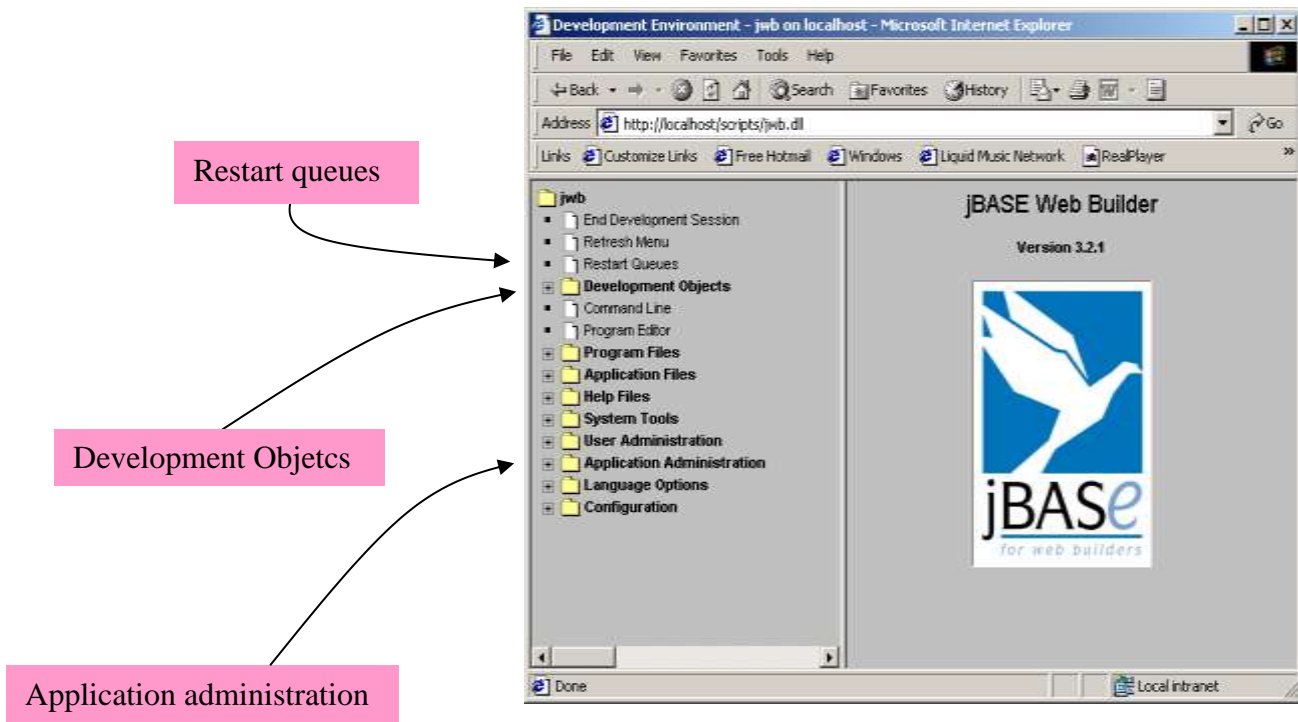 Development Environment - jwb on localhost - Microsoft Internet Explorer
File Edit View Favorites Tools Help
Back Search Favorites History
Address http://localhost/scripts/jwb.dll Go
Links Customize Links Free Hotmail Windows Liquid Music Network RealPlayer »
Restart queues
Development Objetcs
Application administration
jwb
End Development Session
Refresh Menu
Restart Queues
Development Objects
Command Line
Program Editor
Program Files
Application Files
Help Files
System Tools
User Administration
Application Administration
Language Options
Configuration
jBASE Web Builder
Version 3.2.1
jBASe
for web builders
Done Local intranet